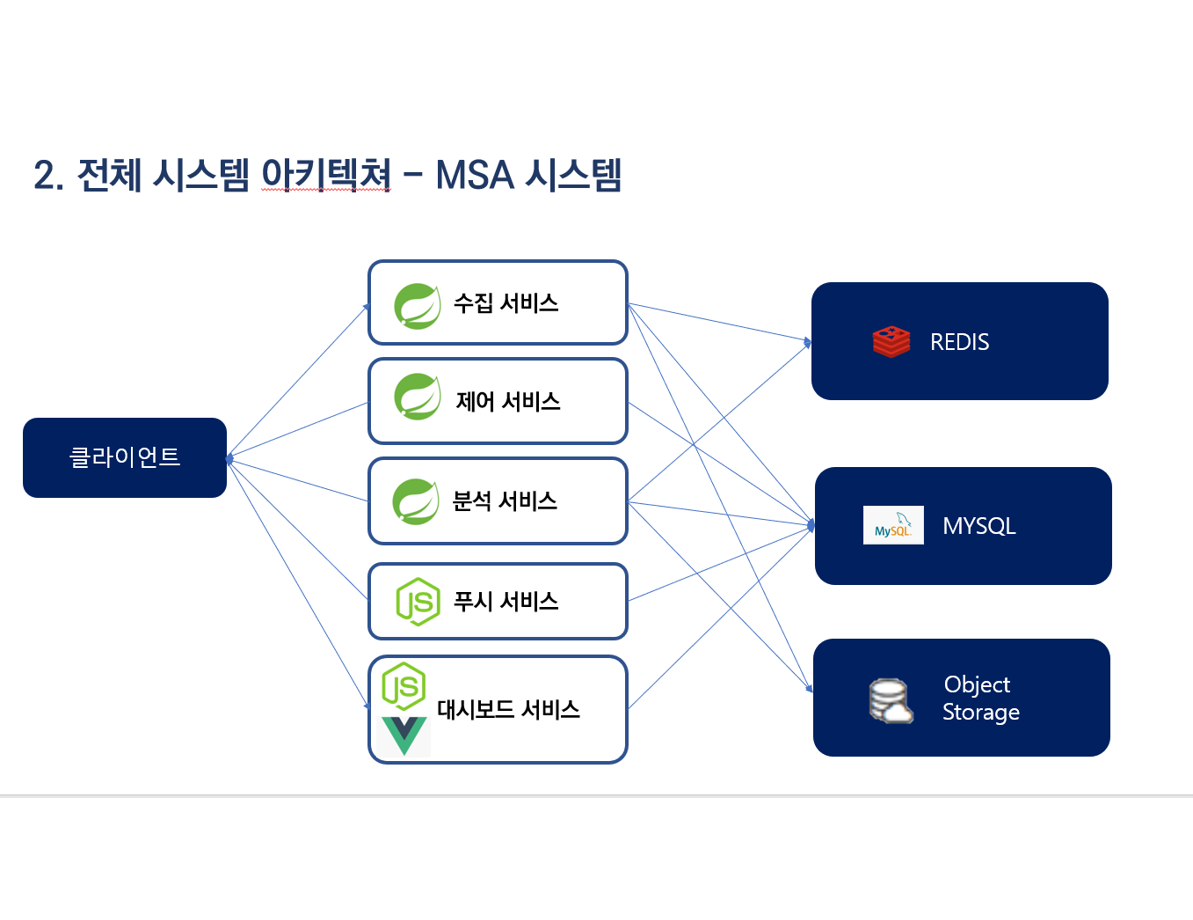 2. 전체 시스템 아키텍쳐 – MSA 시스템
수집 서비스
제어 서비스
클라이언트
분석 서비스
JS
푸시 서비스
JS
대시보드 서비스
REDIS
MySQL
MYSQL
Object
Storage